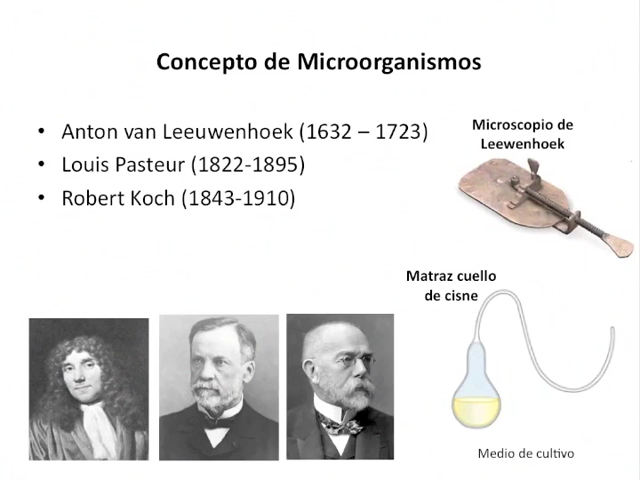 Concepto de Microorganismos
• Anton van Leeuwenhoek (1632 – 1723)
• Louis Pasteur (1822-1895)
• Robert Koch (1843-1910)
Microscopio de
Leewenhoek
Matraz cuello
de cisne
Medio de cultivo